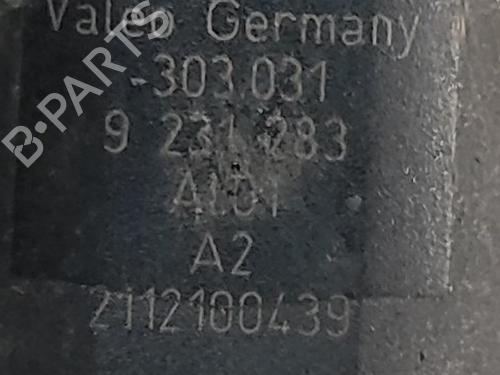 Valeo Germany
-303.031
9 231 283
A2
2112100439
B-PARTS